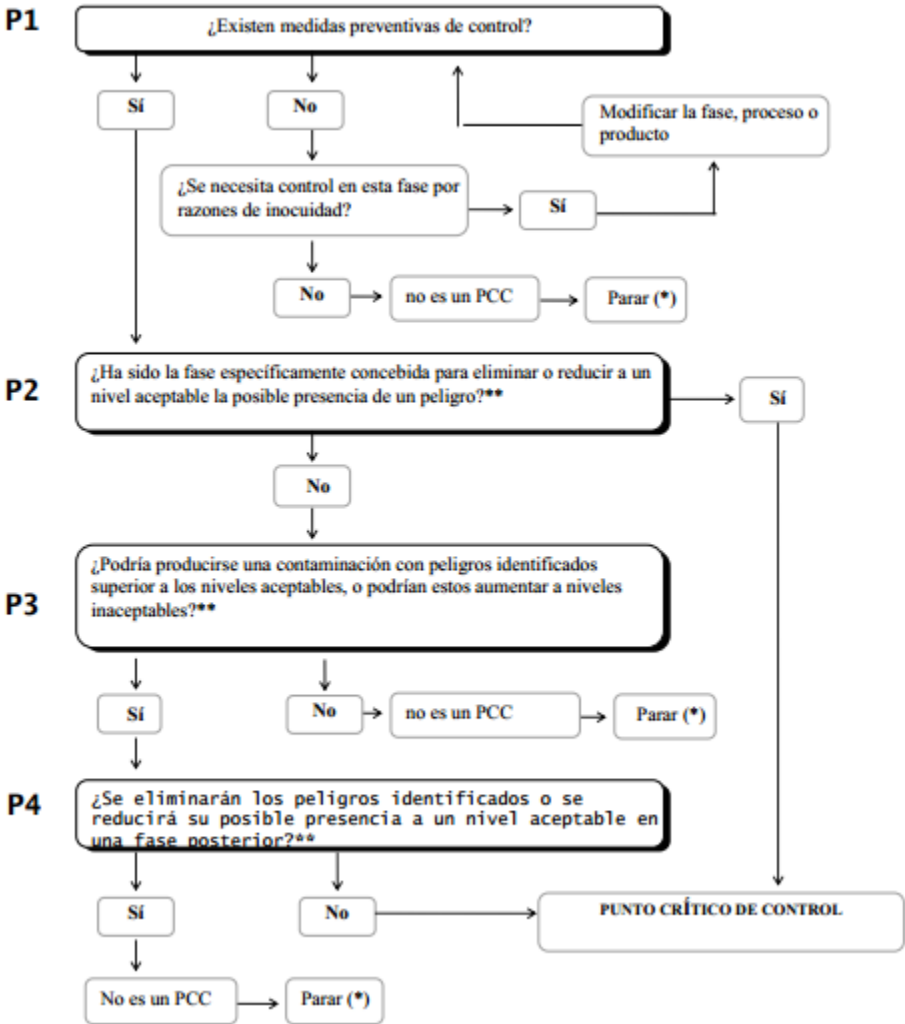 P1
¿Existen medidas preventivas de control?
Sí
No
Modificar la fase, proceso o
producto
¿Se necesita control en esta fase por
razones de inocuidad?
Sí
No
no es un PCC
Parar (*)
P2
¿Ha sido la fase específicamente concebida para eliminar o reducir a un
nivel aceptable la posible presencia de un peligro?**
Sí
No
P3
¿Podría producirse una contaminación con peligros identificados
superior a los niveles aceptables, o podrían estos aumentar a niveles
inaceptables?**
Sí
No
no es un PCC
Parar (*)
P4
¿Se eliminarán los peligros identificados o se
reducirá su posible presencia a un nivel aceptable en
una fase posterior?**
Sí
No
PUNTO CRÍTICO DE CONTROL
No es un PCC
Parar (*)